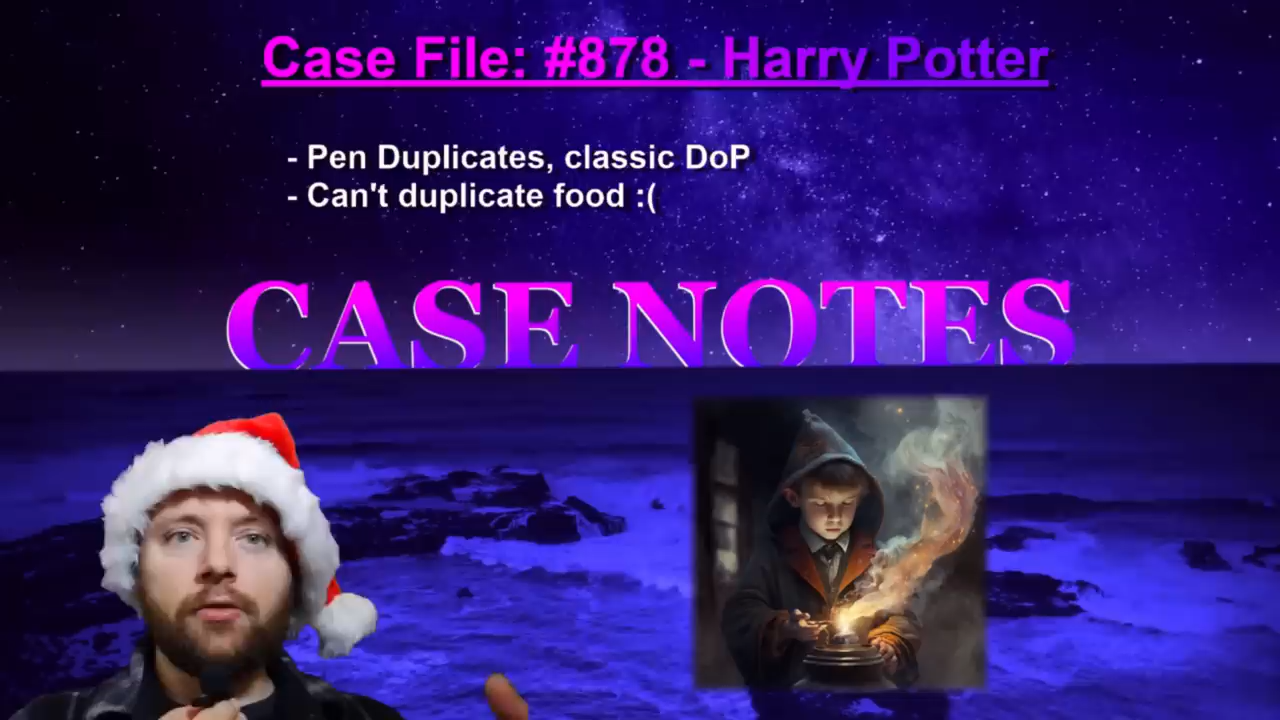 Case File: #878 - Harry Potter
- Pen Duplicates, classic DoP
- Can't duplicate food :(
CASE NOTES